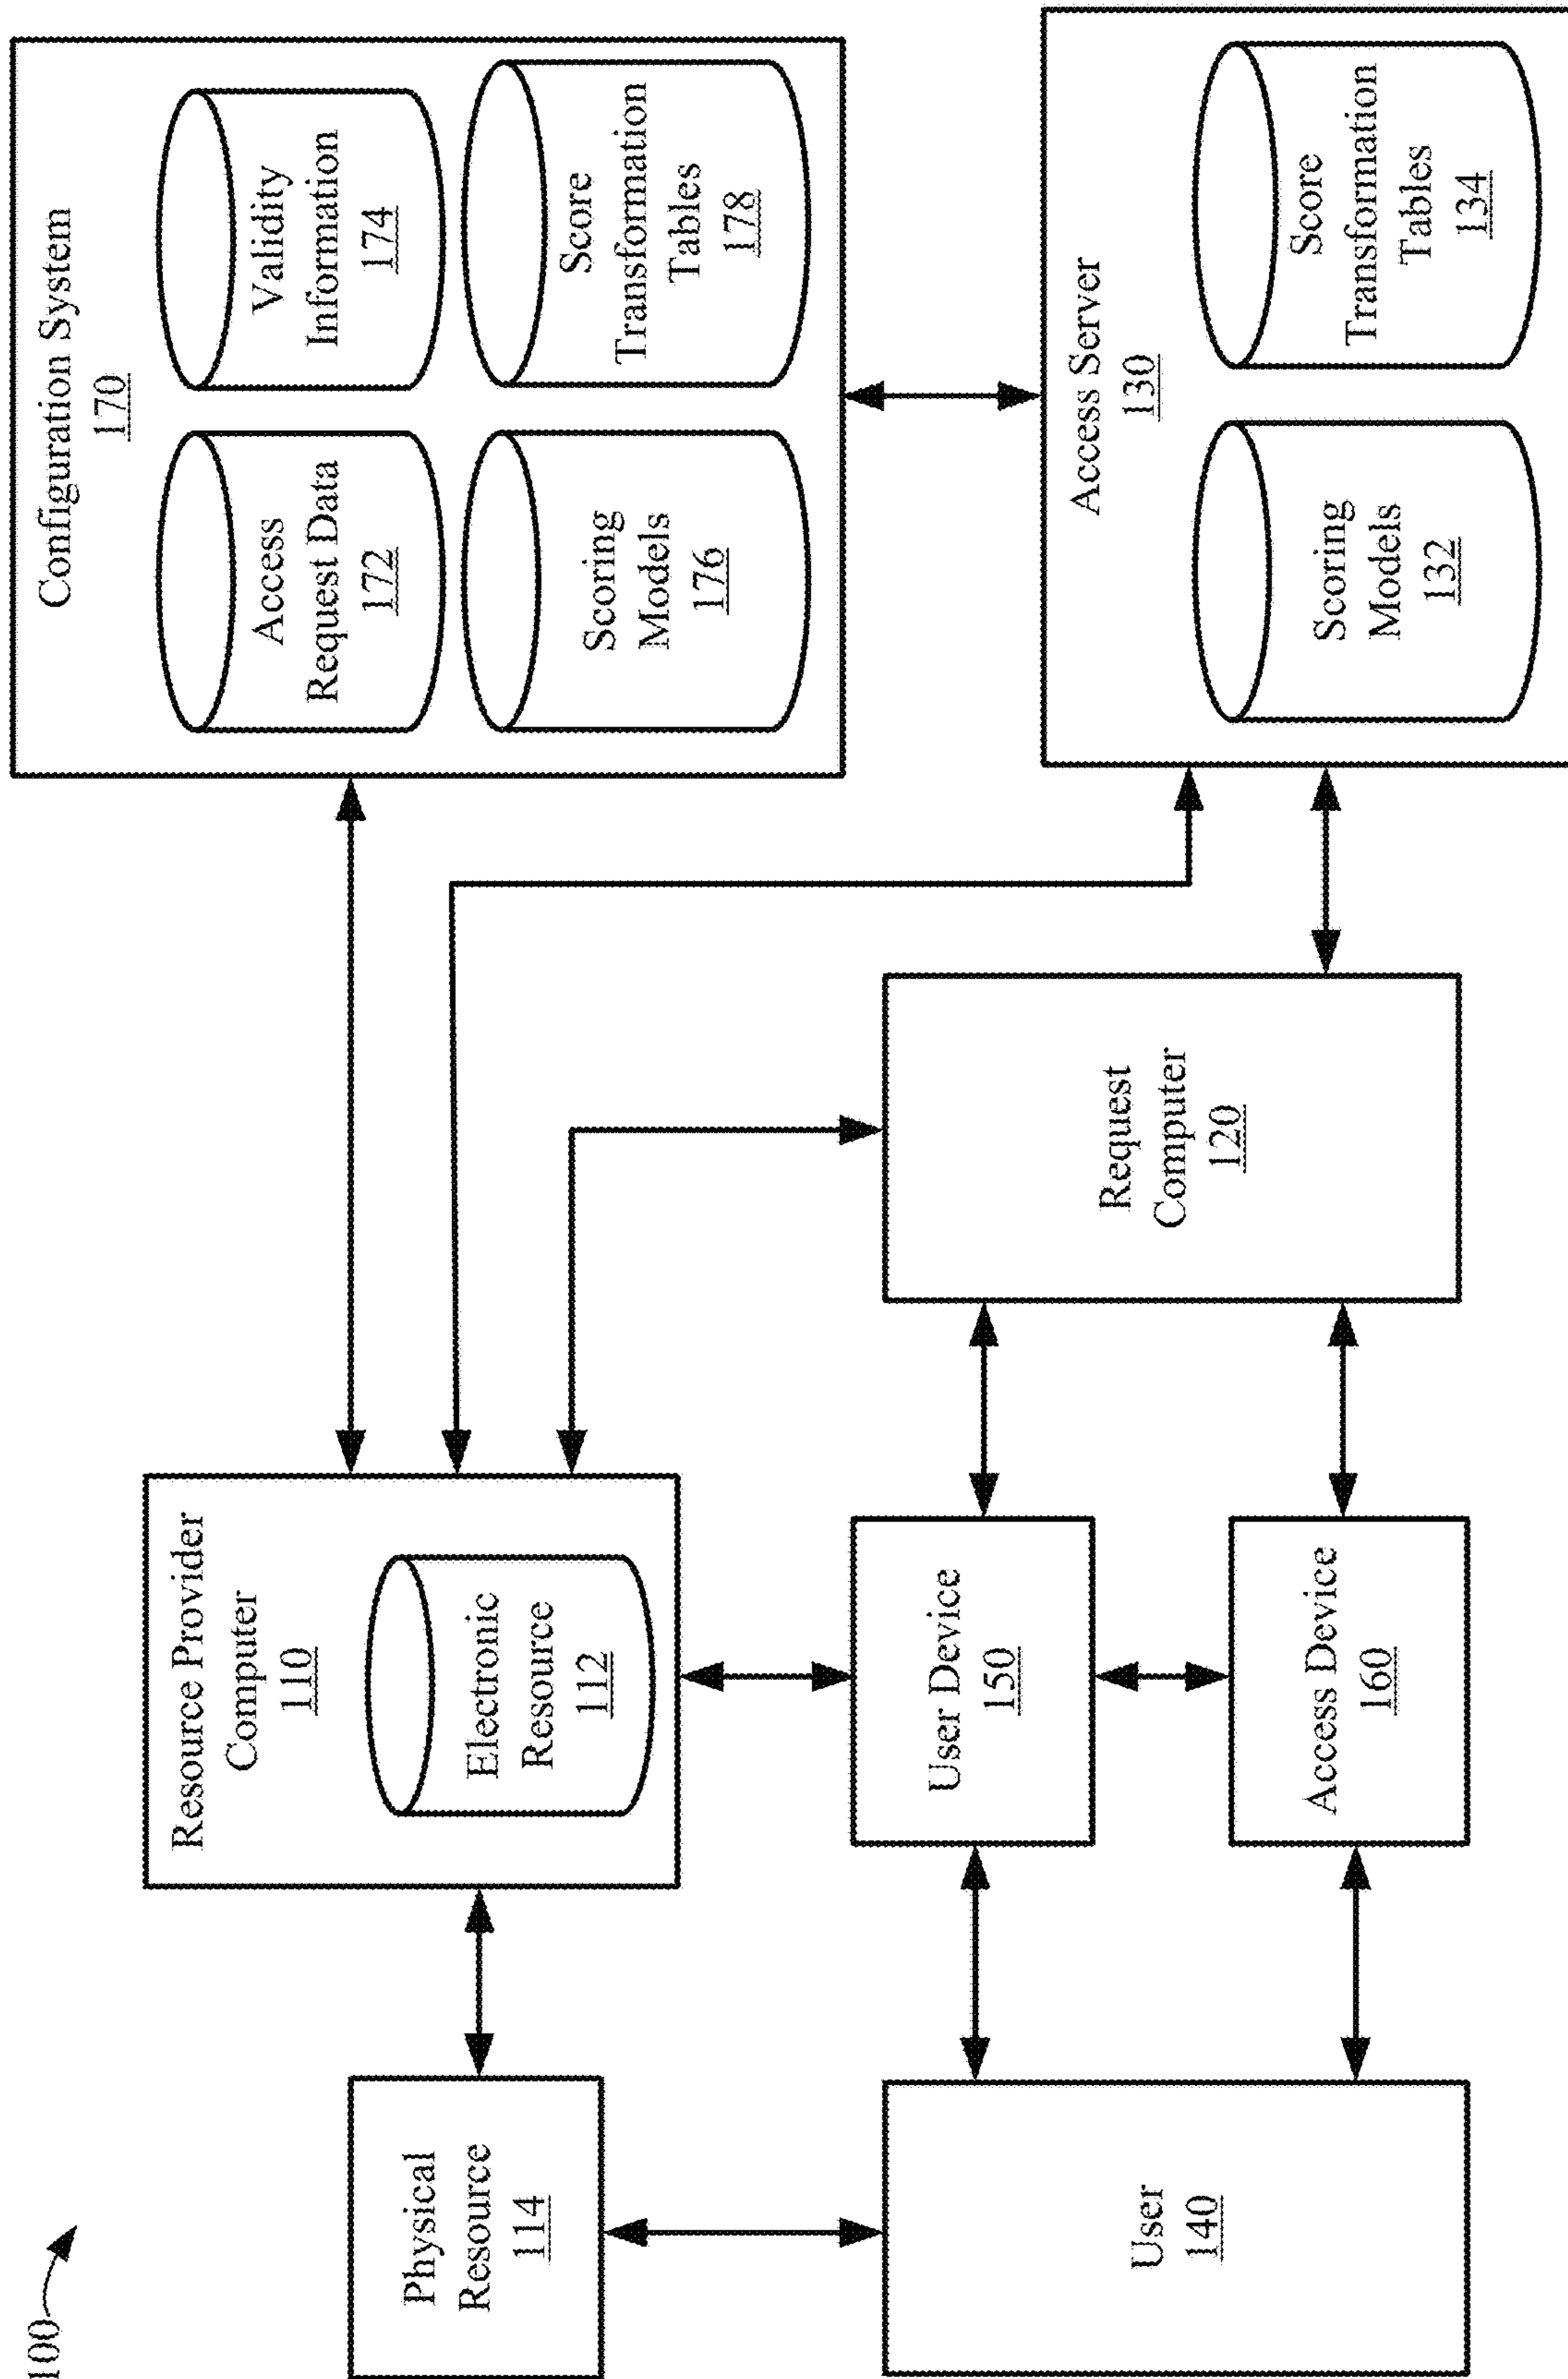 100
Physical
Resource
114
User
140
Resource Provider
Computer
110
Electronic
Resource
112
User Device
150
Access Device
160
Request
Computer
120
Configuration System
170
Access
Request Data
172
Validity
Information
174
Scoring
Models
176
Score
Transformation
Tables
178
Access Server
130
Scoring
Models
132
Score
Transformation
Tables
134